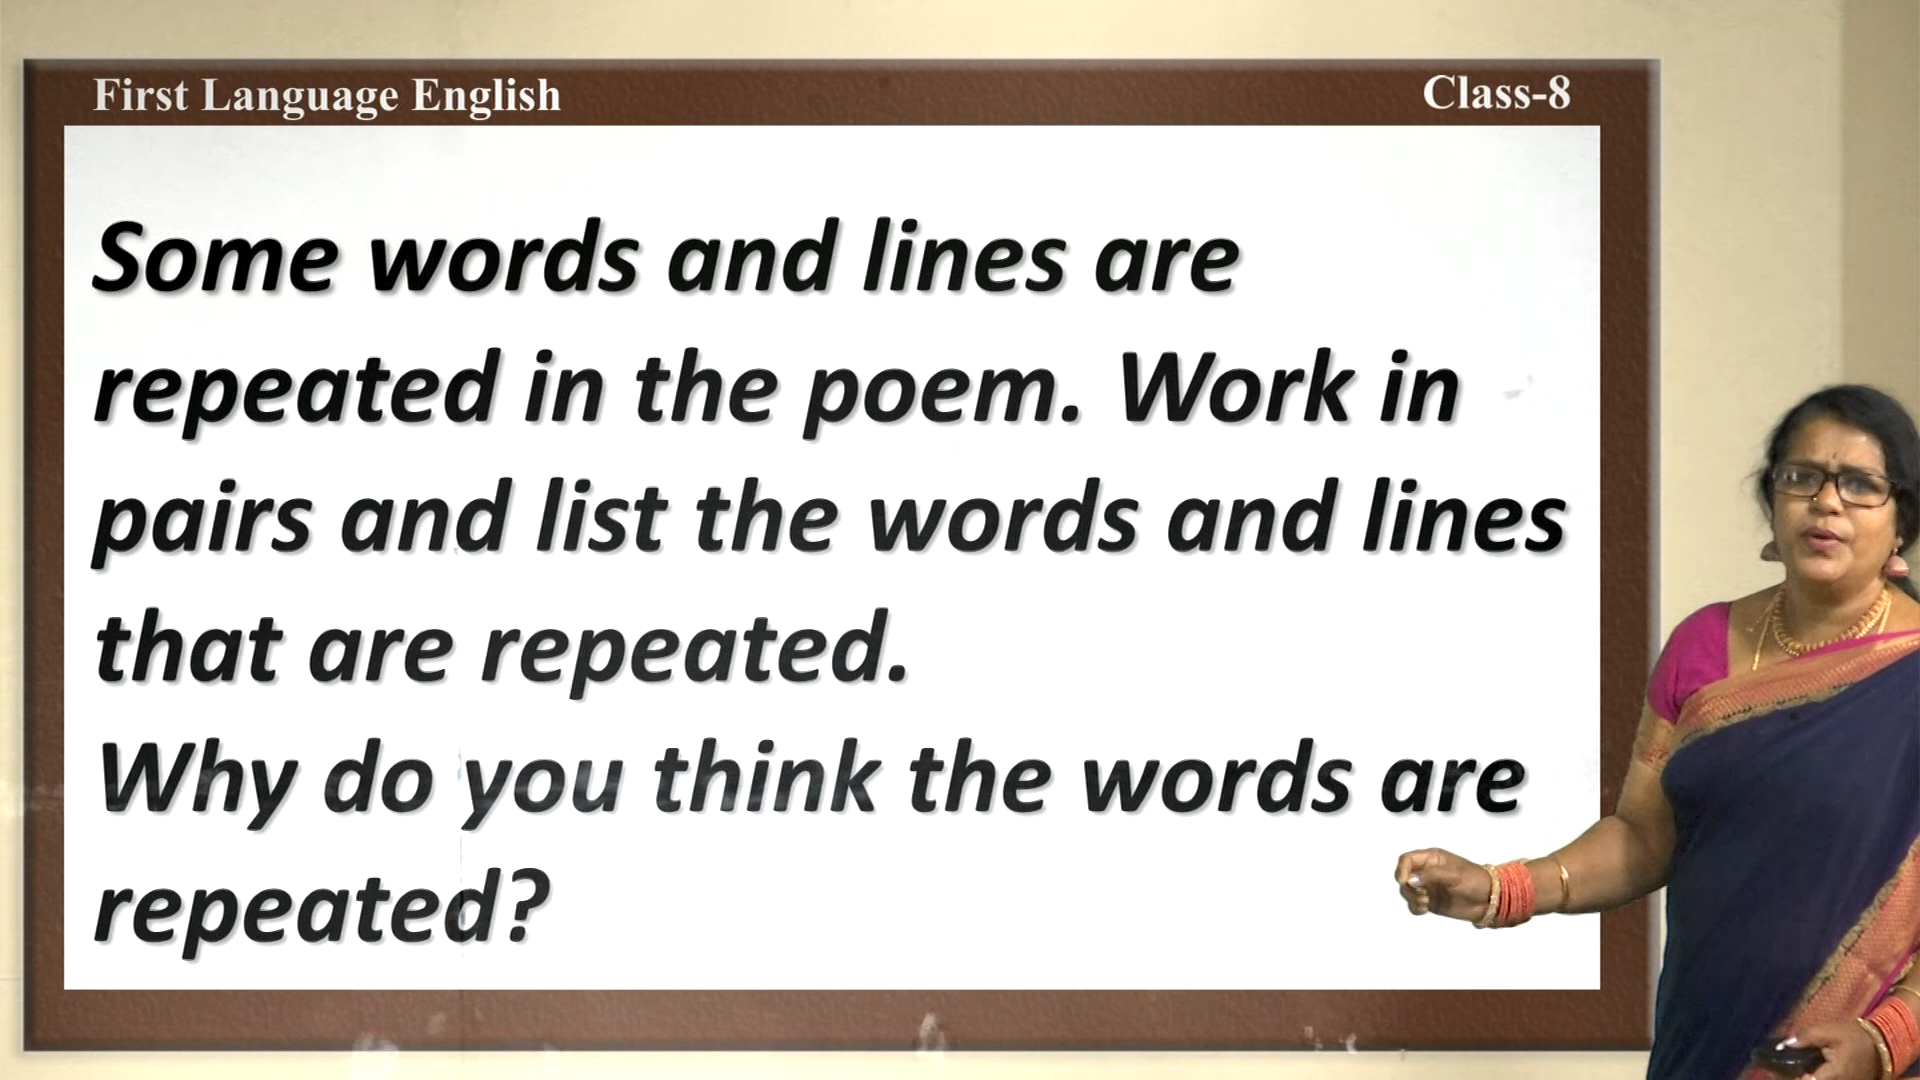 First Language English
Class-8
Some words and lines are
repeated in the poem. Work in
pairs and list the words and lines
that are repeated.
Why do you think the words are
repeated?